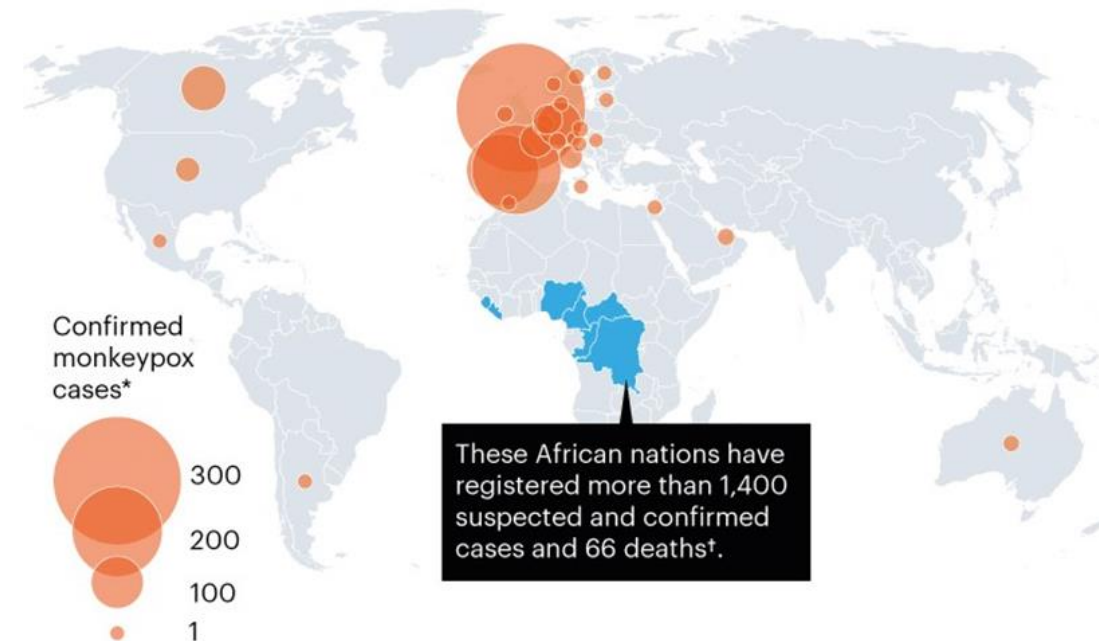 Confirmed
monkeypox
cases*
300
200
100
1
These African nations have
registered more than 1,400
suspected and confirmed
cases and 66 deaths†.